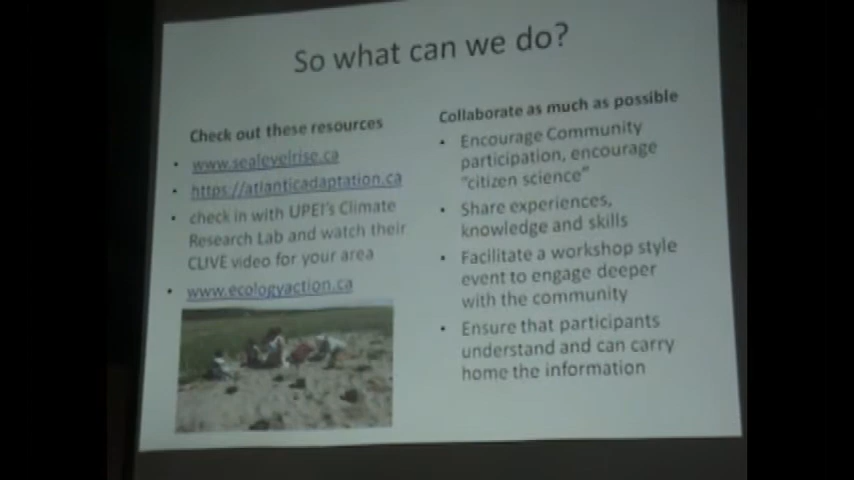 So what can we do?
Check out these resources
• www.sealevelrise.ca
• https://atlanticadaptation.ca
• check in with UPEI's Climate
Research Lab and watch their
CLIVE video for your area
• www.ecologyaction.ca
Collaborate as much as possible
• Encourage Community
participation, encourage
"citizen science"
• Share experiences,
knowledge and skills
• Facilitate a workshop style
event to engage deeper
with the community
• Ensure that participants
understand and can carry
home the information